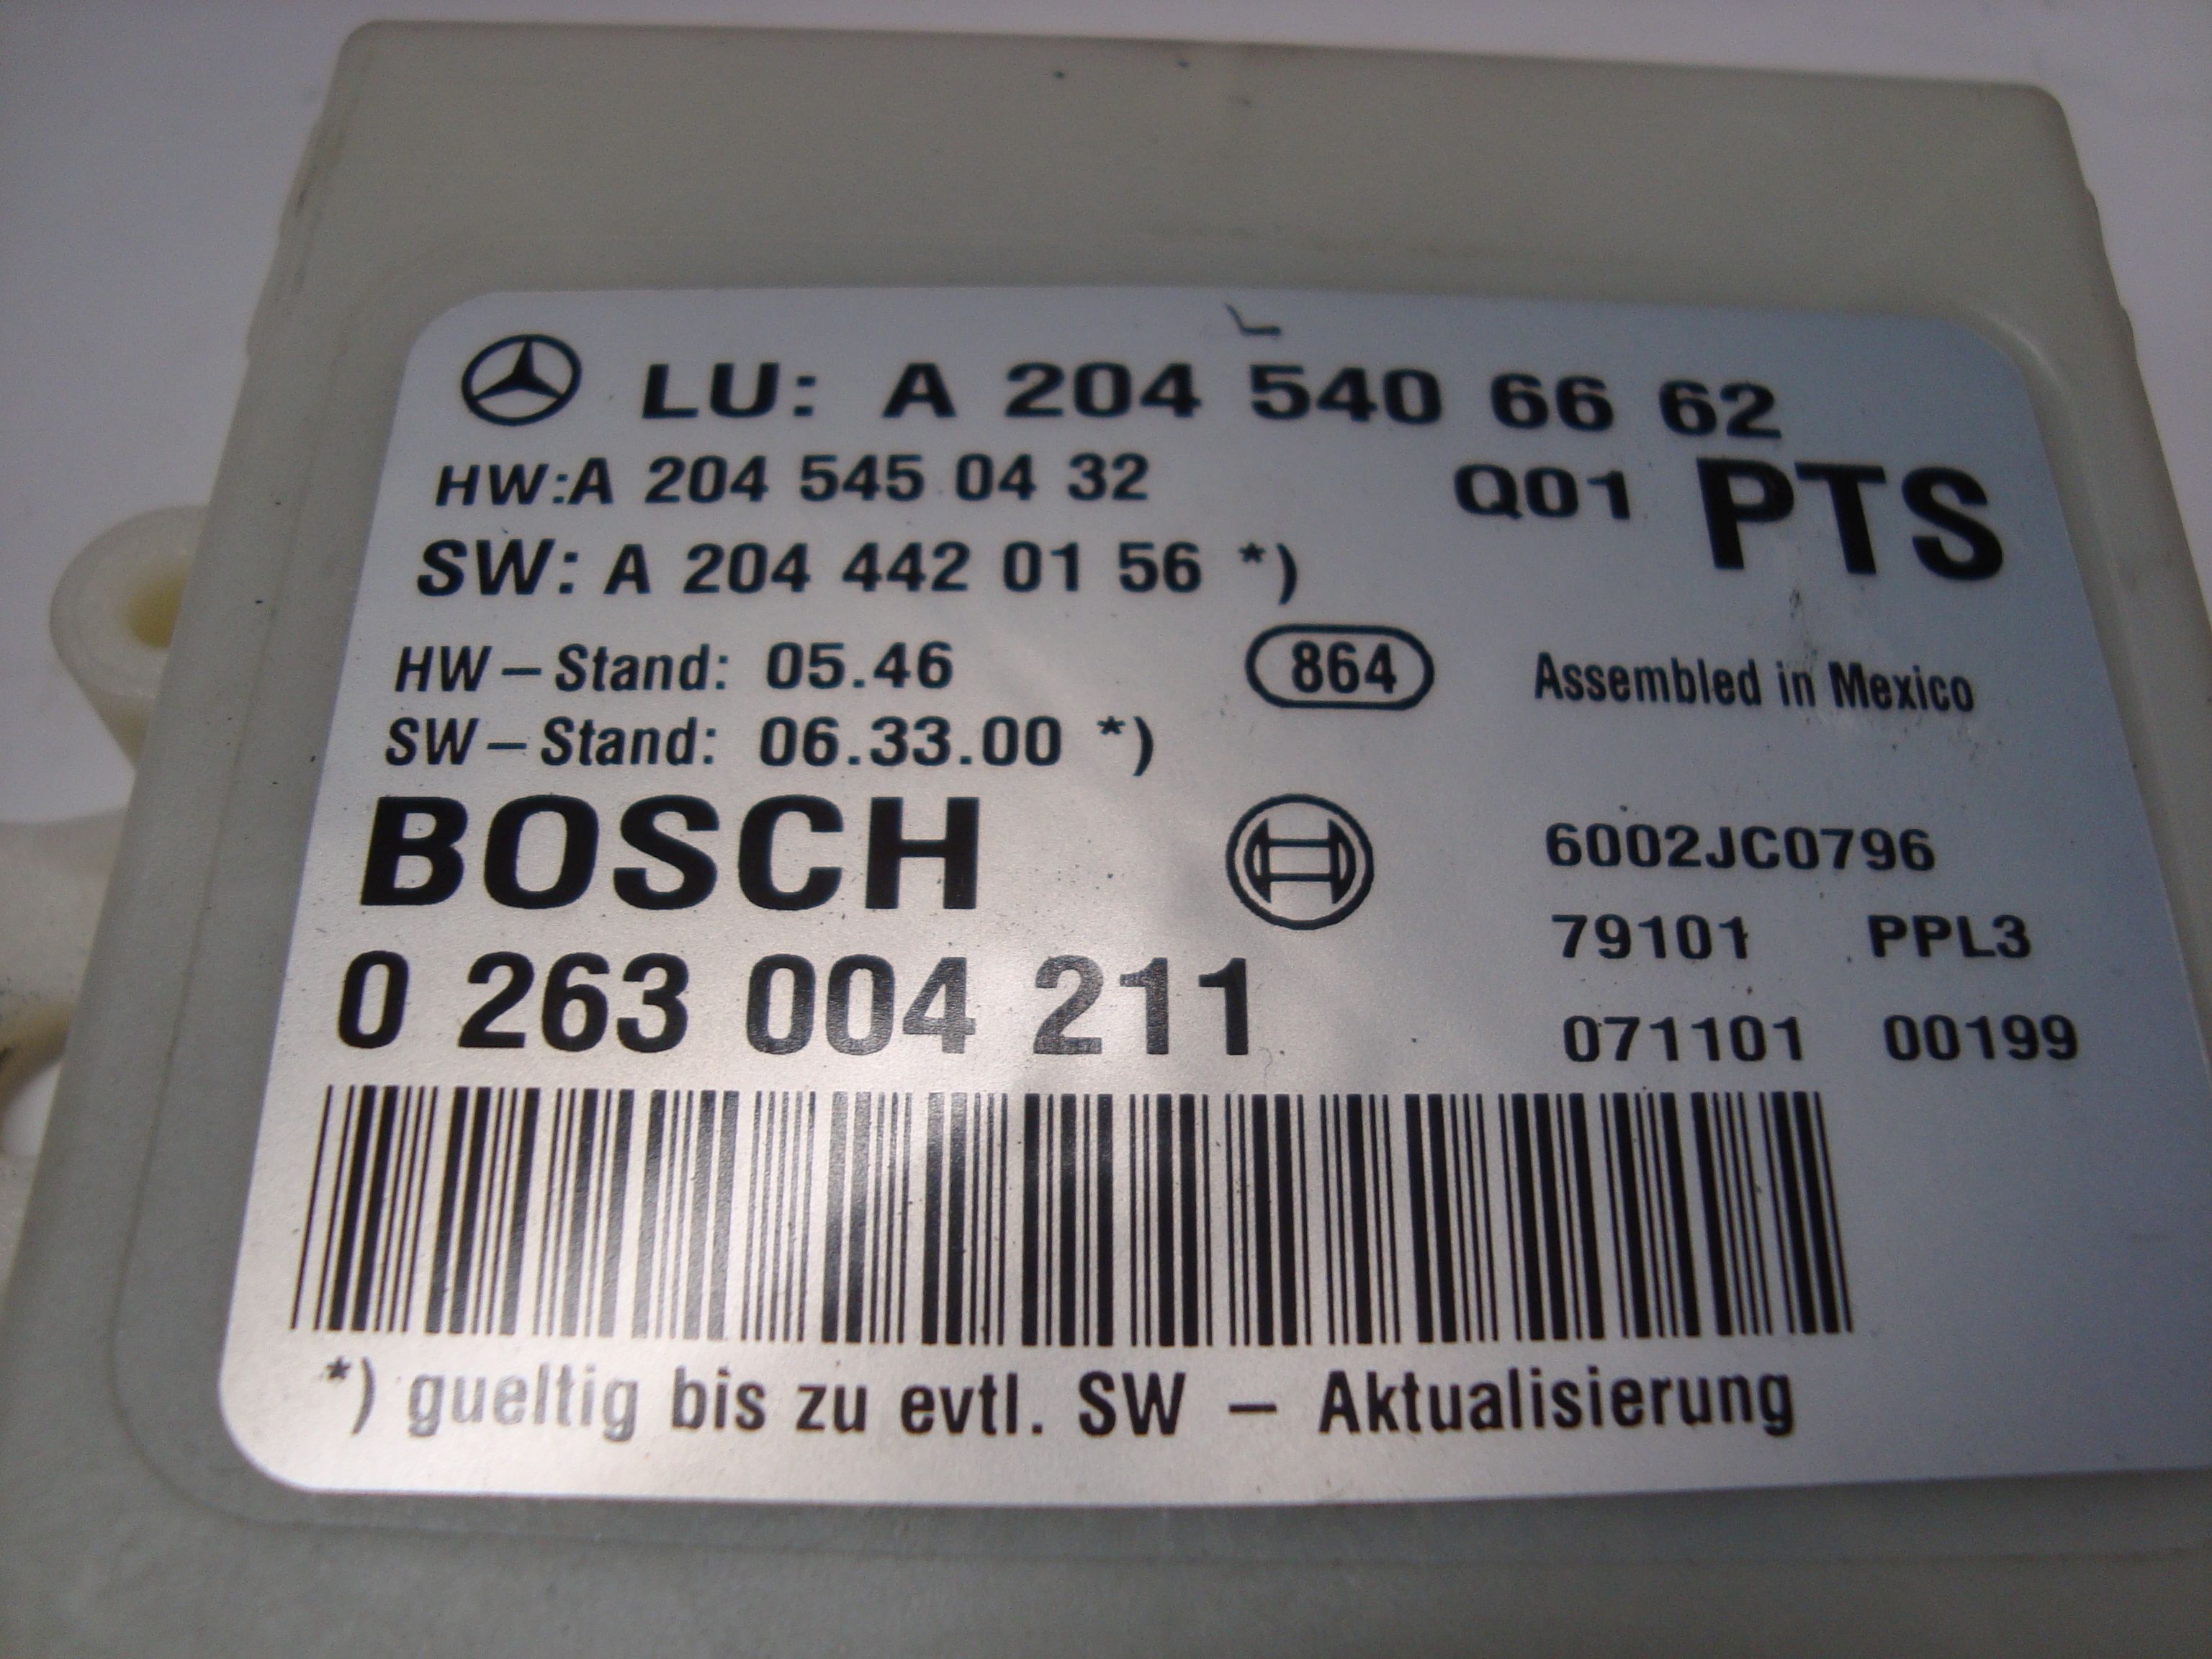 LU: A 204 540 66 62
HW:A 204 545 04 32 Q01 PTS
SW: A 204 442 01 56 *)
HW – Stand: 05.46 864 Assembled in Mexico
SW – Stand: 06.33.00 *)
BOSCH 6002JC0796
79101 PPL3
0 263 004 211 071101 00199
*) gueltig bis zu evtl. SW – Aktualisierung